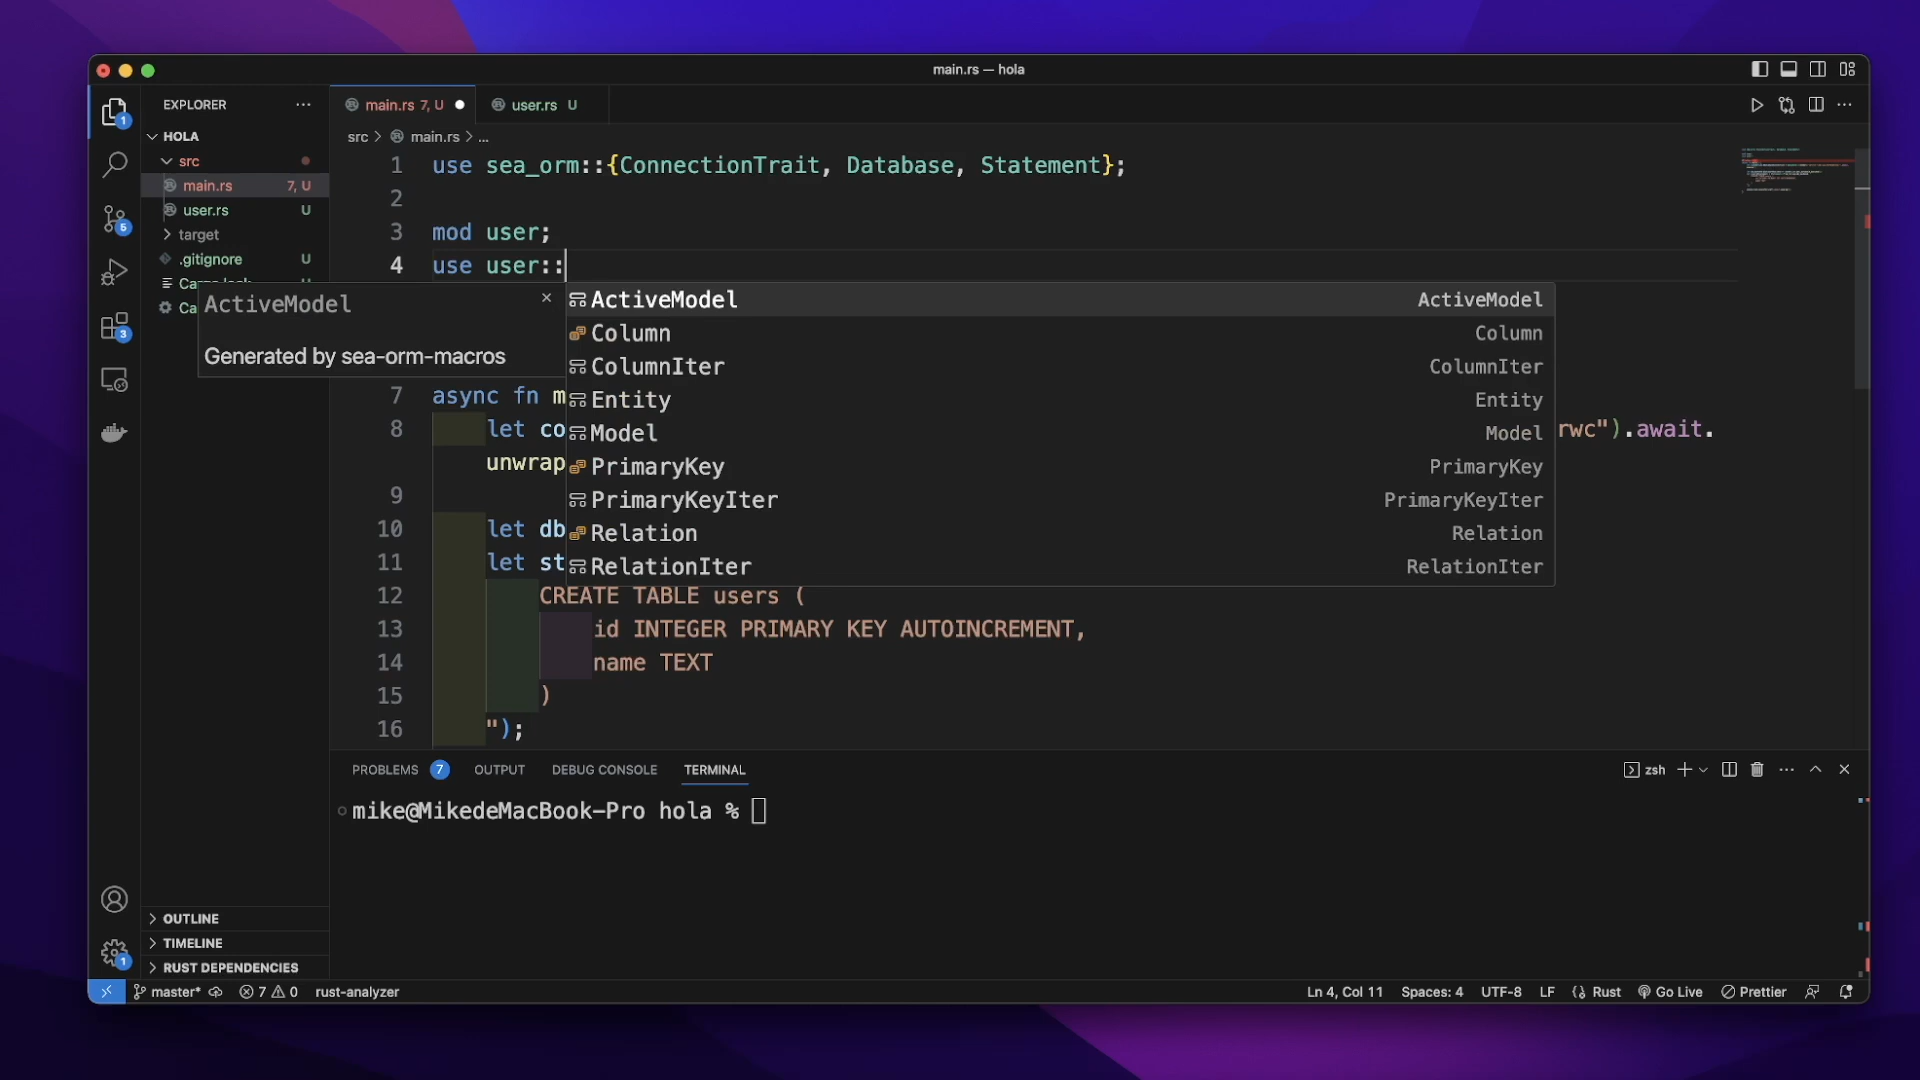 main.rs — hola
EXPLORER
main.rs 7, U
user.rs U
HOLA
src > main.rs > ...
src
main.rs 7, U
user.rs U
target
.gitignore U
1 use sea_orm::{ConnectionTrait, Database, Statement};
2
3 mod user;
4 use user::
ActiveModel
Generated by sea-orm-macros
ActiveModel ActiveModel
Column Column
ColumnIter ColumnIter
Entity Entity
Model Model
PrimaryKey PrimaryKey
PrimaryKeyIter PrimaryKeyIter
Relation Relation
RelationIter RelationIter
7 async fn m
8 let co rwc").await.
unwrap
9
10 let db
11 let st
12 CREATE TABLE users (
13 id INTEGER PRIMARY KEY AUTOINCREMENT,
14 name TEXT
15 )
16 ");
PROBLEMS 7 OUTPUT DEBUG CONSOLE TERMINAL
zsh
mike@MikedeMacBook-Pro hola %
1
5
3
1
OUTLINE
TIMELINE
RUST DEPENDENCIES
master* 7 0 rust-analyzer
Ln 4, Col 11 Spaces: 4 UTF-8 LF Rust Go Live Prettier